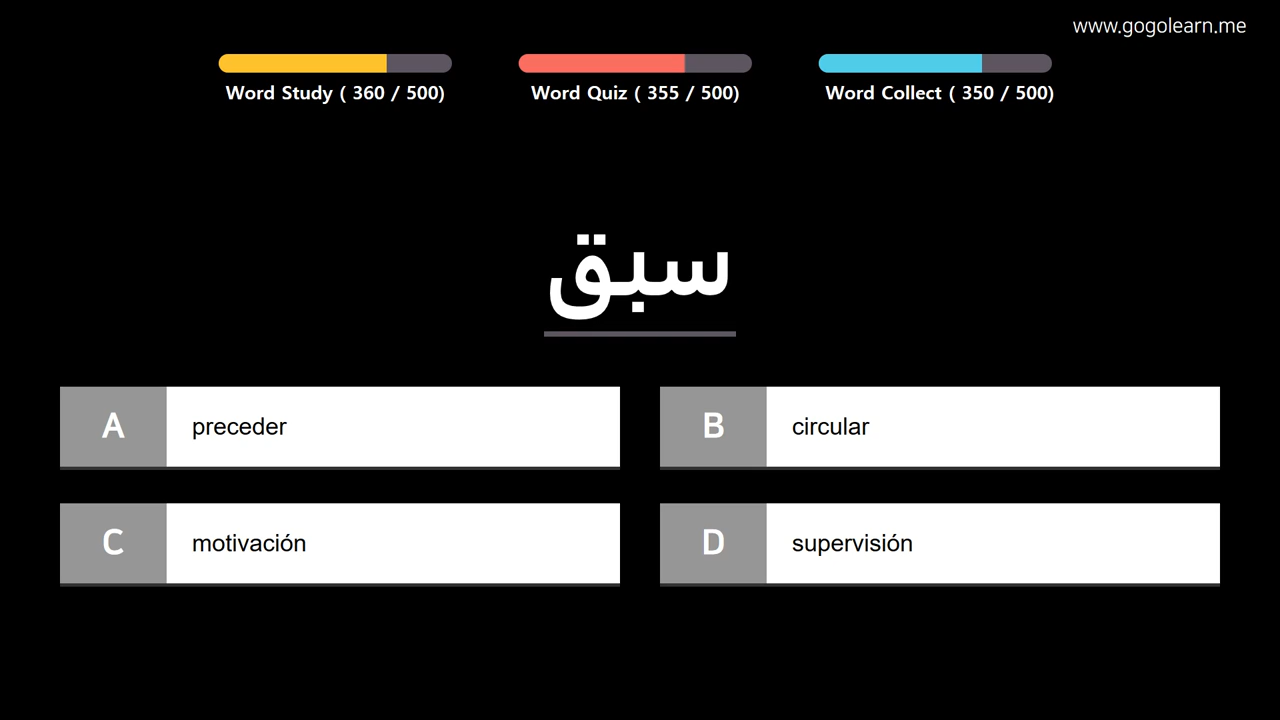 www.gogolearn.me
Word Study ( 360 / 500)
Word Quiz ( 355 / 500)
Word Collect ( 350 / 500)
سبق
A preceder
B circular
C motivación
D supervisión